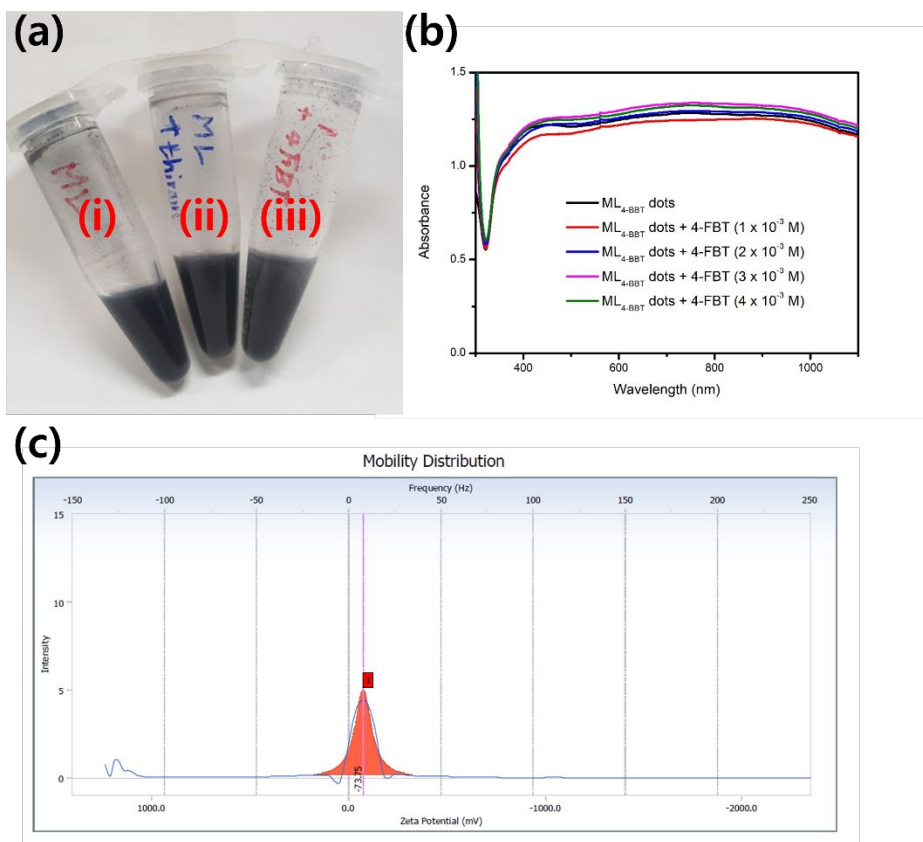 (a)
ML
(i)
ML
+ thiram
(ii)
+ 4-FBT
(iii)
(b)
1.5
1.0
0.5
0.0
Absorbance
400
600
800
1000
Wavelength (nm)
ML4-BBT dots
ML4-BBT dots + 4-FBT (1 x 10-3 M)
ML4-BBT dots + 4-FBT (2 x 10-3 M)
ML4-BBT dots + 4-FBT (3 x 10-3 M)
ML4-BBT dots + 4-FBT (4 x 10-3 M)
(c)
Mobility Distribution
Frequency (Hz)
-150 -100 -50 0 50 100 150 200 250
15
10
5
0
Intensity
1
-73.75
1000.0 0.0 -1000.0 -2000.0
Zeta Potential (mV)